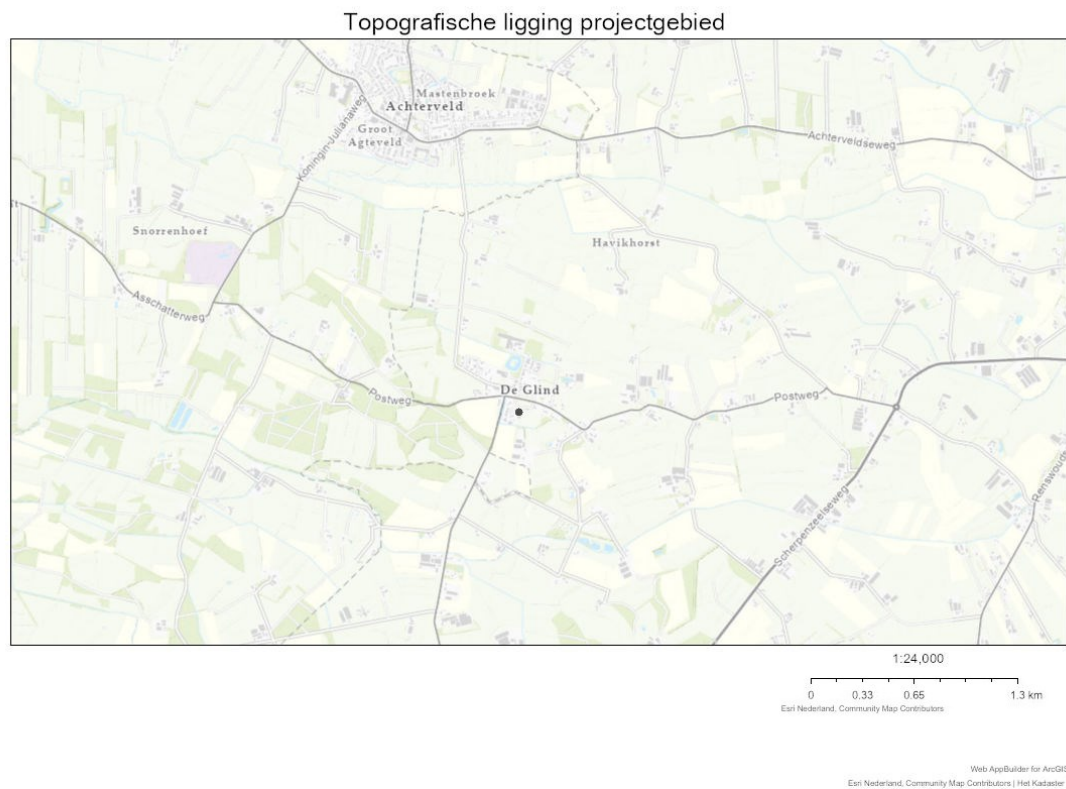 Topografische ligging projectgebied
Mastenbroek
Achterveld
Groot
Agteveld
Koningin Julianaweg
Achterveldseweg
Snorrenhoef
Havikhorst
Asschatterweg
De Glind
Postweg
Postweg
Scherpenzeelseweg
1:24,000
0 0.33 0.65 1.3 km
Esri Nederland, Community Map Contributors
Web AppBuilder for ArcGIS
Esri Nederland, Community Map Contributors | Het Kadaster